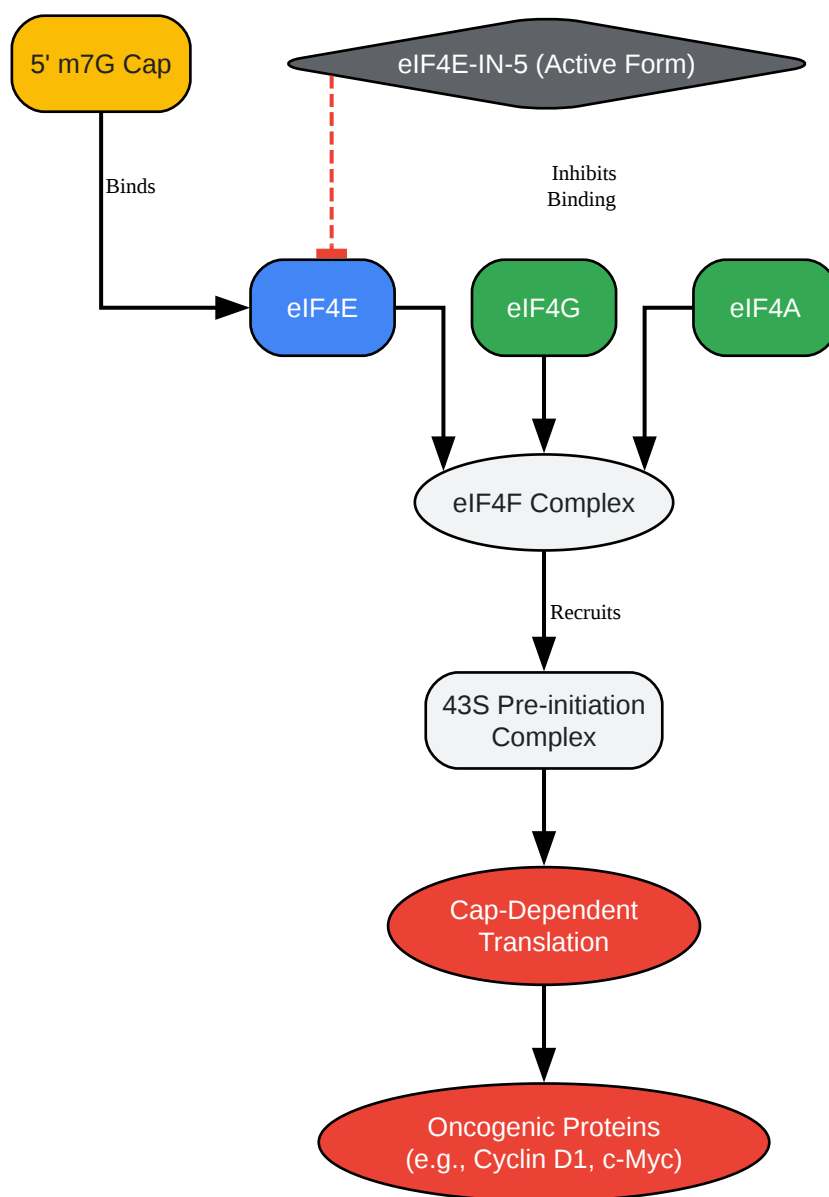 5' m7G Cap
eIF4E-IN-5 (Active Form)
Binds
Inhibits
Binding
eIF4E
eIF4G
eIF4A
eIF4F Complex
Recruits
43S Pre-initiation
Complex
Cap-Dependent
Translation
Oncogenic Proteins
(e.g., Cyclin D1, c-Myc)